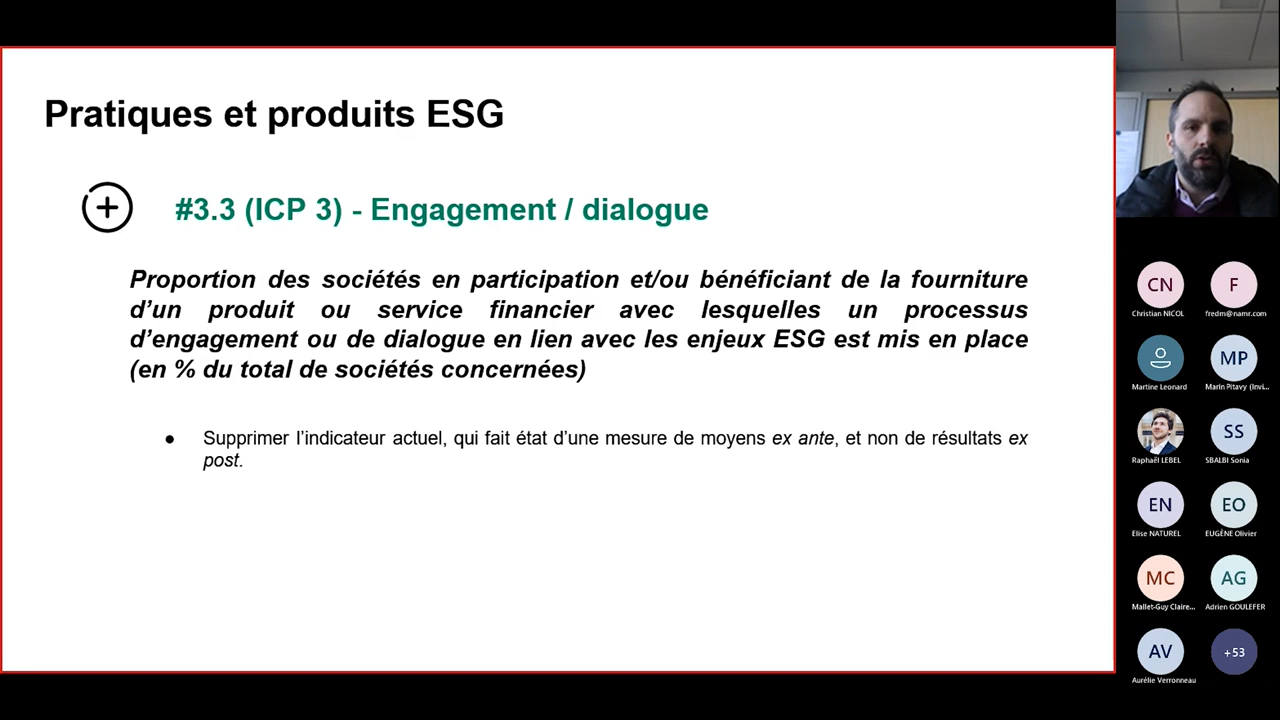 Pratiques et produits ESG
#3.3 (ICP 3) - Engagement / dialogue
Proportion des sociétés en participation et/ou bénéficiant de la fourniture
d’un produit ou service financier avec lesquelles un processus
d’engagement ou de dialogue en lien avec les enjeux ESG est mis en place
(en % du total de sociétés concernées)
● Supprimer l’indicateur actuel, qui fait état d’une mesure de moyens ex ante, et non de résultats ex
post.
CN
F
Christian NICOL
fredm@namr.com
MP
Martine Leonard
Marin Pitavy (Invi...
SS
Raphaël LEBEL
SBALBI Sonia
EN
EO
Elise NATUREL
EUGÈNE Olivier
MC
AG
Mallet-Guy Claire...
Adrien GOULEFER
AV
+53
Aurélie Verronneau